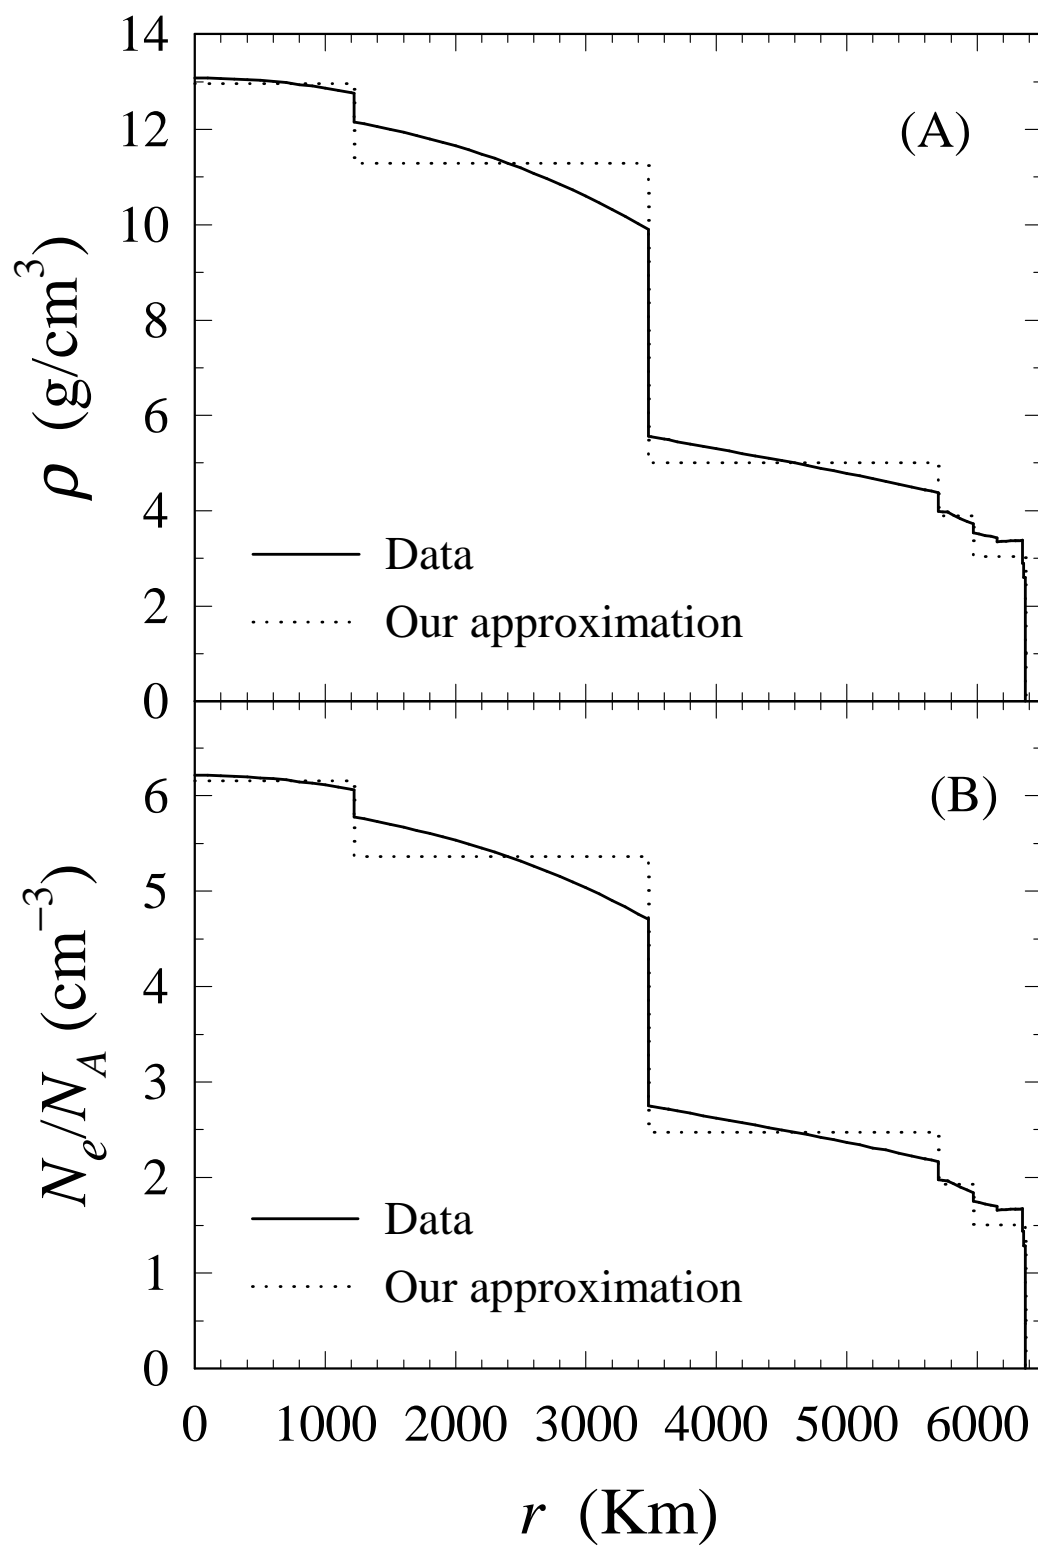 14
12
10
8
6
4
2
0
ρ (g/cm³)
(A)
Data
Our approximation
6
5
4
3
2
1
0
Nₑ/N_A (cm⁻³)
(B)
Data
Our approximation
0 1000 2000 3000 4000 5000 6000
r (Km)